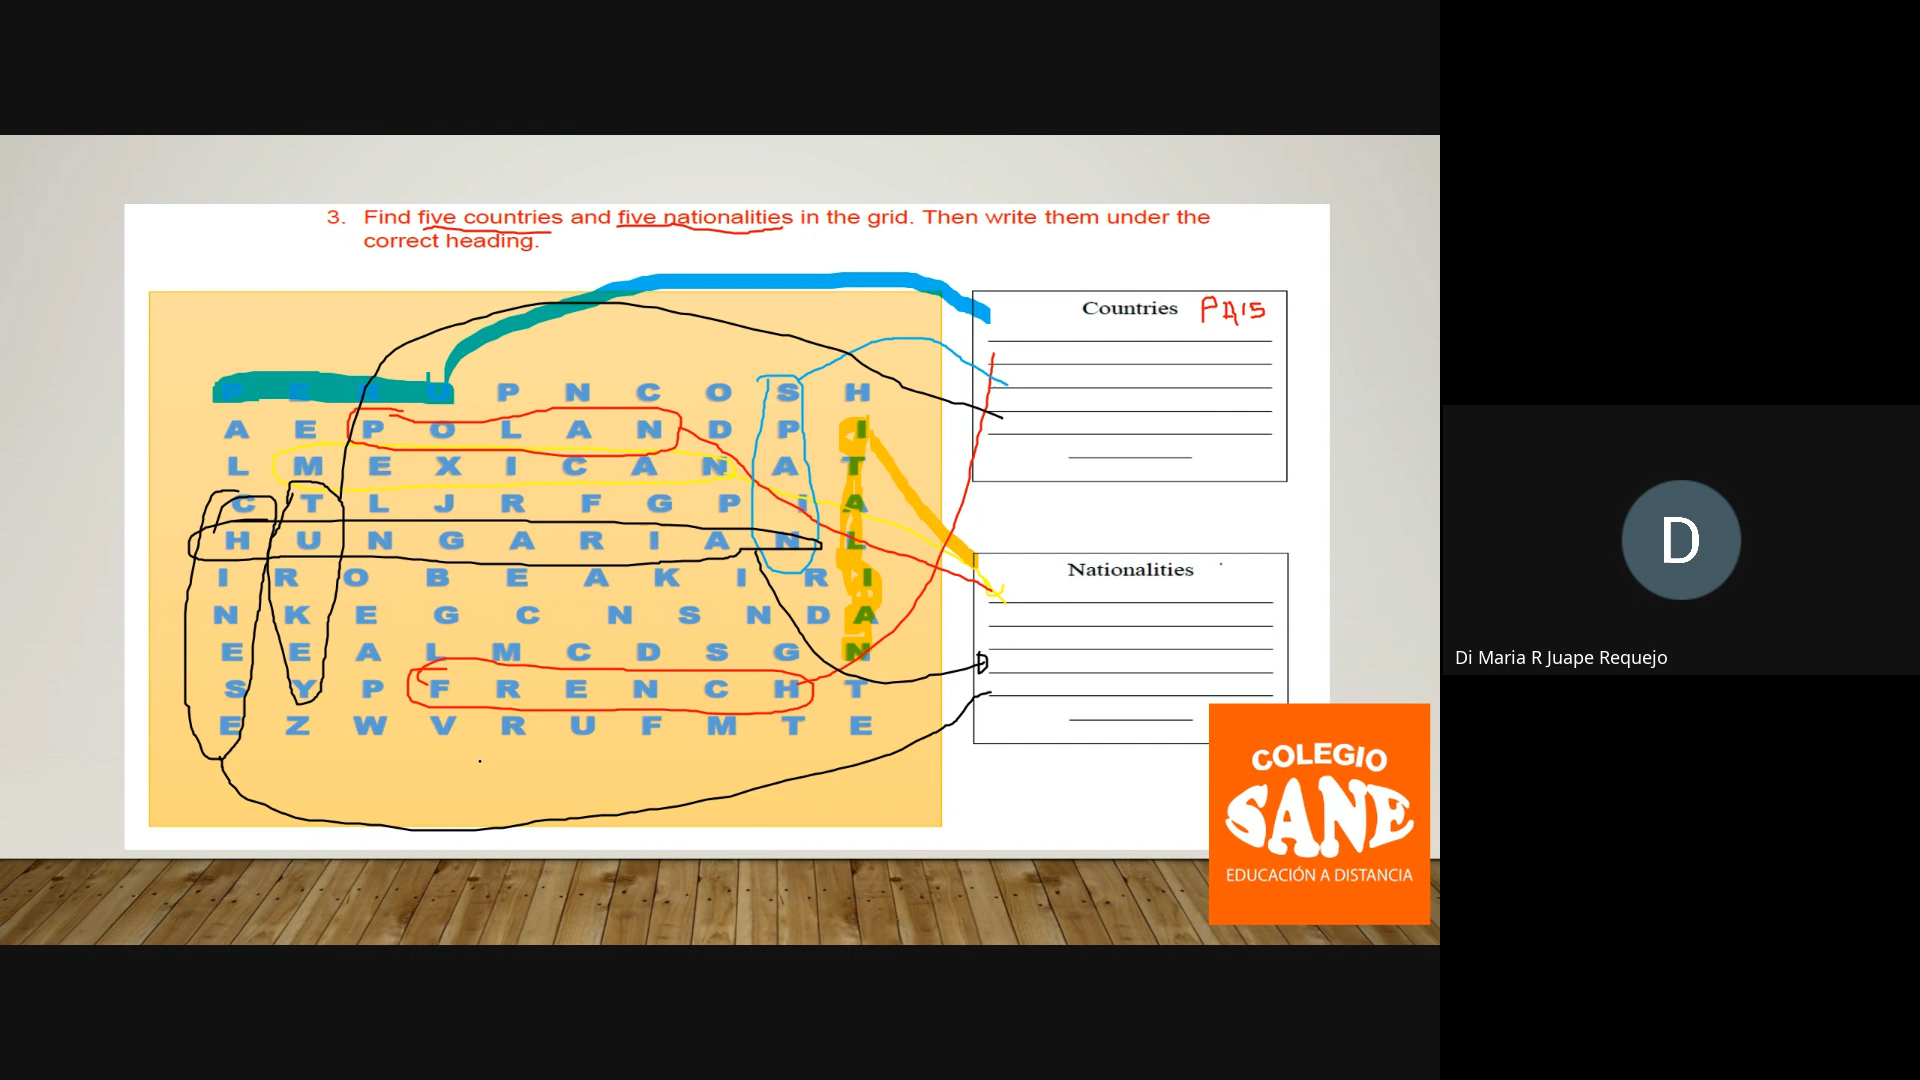 3. Find five countries and five nationalities in the grid. Then write them under the
correct heading.
Countries PAIS
P E R U P N C O S H
A E P O L A N D P I
L M E X I C A N A T
C T L J R F G P i A
H U N G A R I A N L
I R O B E A K I R I
N K E G C N S N D A
E E A L M C D S G N
S Y P F R E N C H T
E Z W V R U F M T E
Nationalities
COLEGIO
SANE
EDUCACIÓN A DISTANCIA
D
Di Maria R Juape Requejo